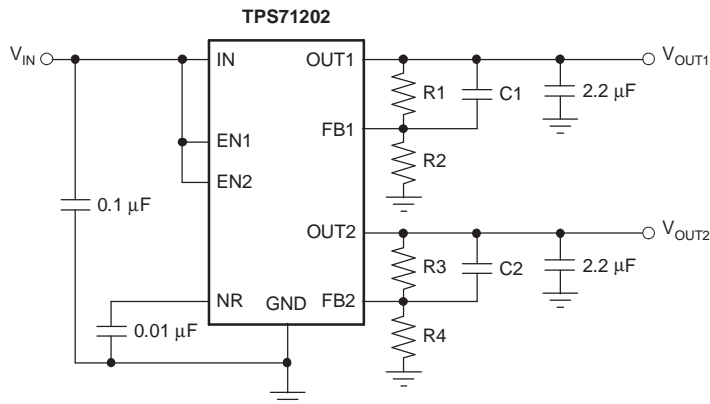 TPS71202
V_IN
IN
OUT1
V_OUT1
R1
C1
2.2 μF
FB1
EN1
R2
EN2
0.1 μF
OUT2
V_OUT2
R3
C2
2.2 μF
NR
GND
FB2
0.01 μF
R4